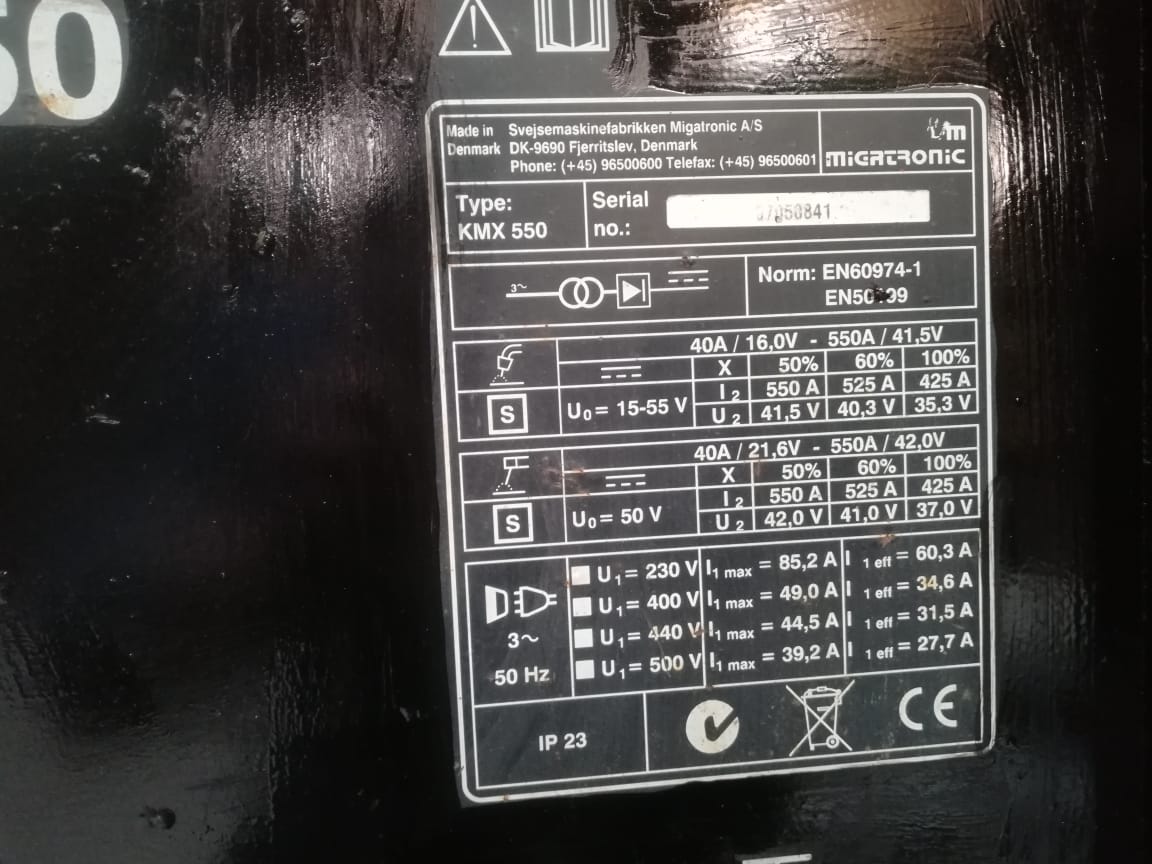 50
Made in Denmark
Svejsemaskinefabrikken Migatronic A/S
DK-9690 Fjerritslev, Denmark
Phone: (+45) 96500600 Telefax: (+45) 96500601
MIGATRONIC
Type:
KMX 550
Serial no.:
3~
Norm: EN60974-1
40A / 16,0V - 550A / 41,5V
X 50% 60% 100%
S U0= 15-55 V
I2 550 A 525 A 425 A
U2 41,5 V 40,3 V 35,3 V
40A / 21,6V - 550A / 42,0V
X 50% 60% 100%
S U0= 50 V
I2 550 A 525 A 425 A
U2 42,0 V 41,0 V 37,0 V
3~
50 Hz
U1= 230 V I1 max = 85,2 A I1 eff = 60,3 A
U1= 400 V I1 max = 49,0 A I1 eff = 34,6 A
U1= 440 V I1 max = 44,5 A I1 eff = 31,5 A
U1= 500 V I1 max = 39,2 A I1 eff = 27,7 A
IP 23
CE